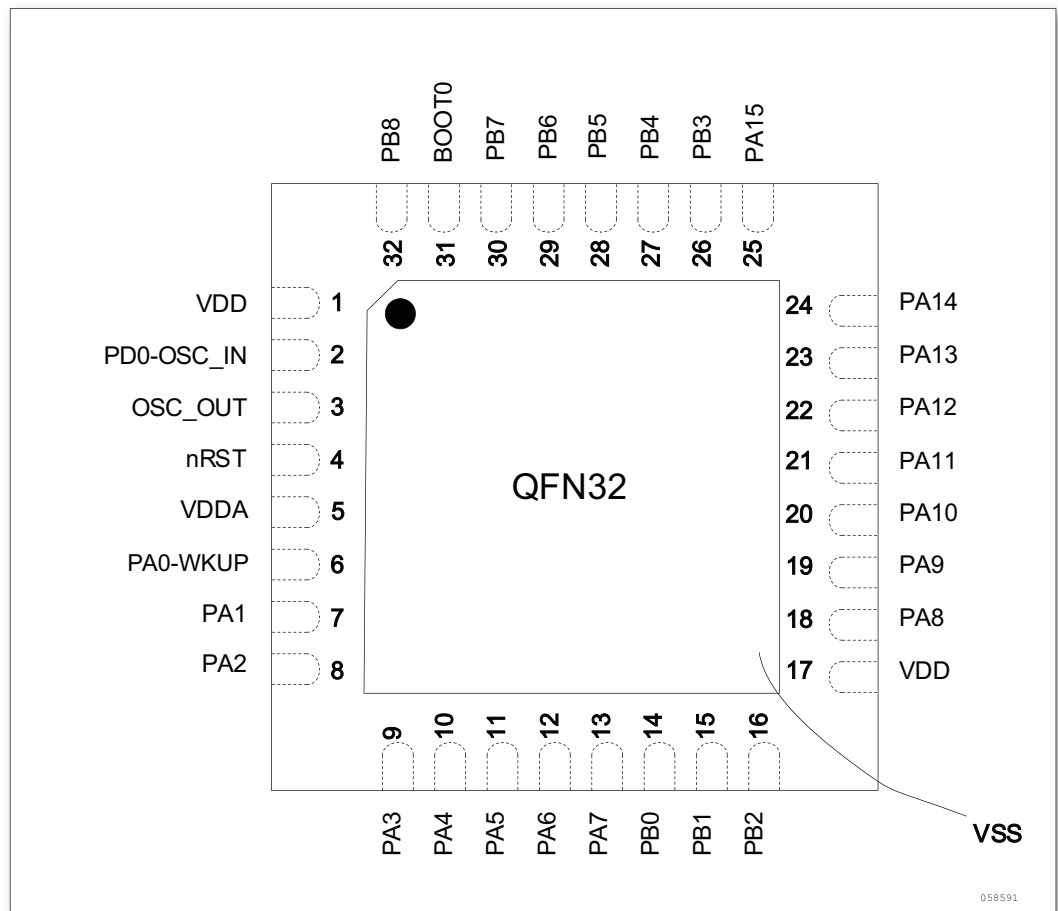 PB8
BOOT0
PB7
PB6
PB5
PB4
PB3
PA15
32
31
30
29
28
27
26
25
VDD 1
PD0-OSC_IN 2
OSC_OUT 3
nRST 4
VDDA 5
PA0-WKUP 6
PA1 7
PA2 8
QFN32
24 PA14
23 PA13
22 PA12
21 PA11
20 PA10
19 PA9
18 PA8
17 VDD
9
10
11
12
13
14
15
16
PA3
PA4
PA5
PA6
PA7
PB0
PB1
PB2
VSS
058591